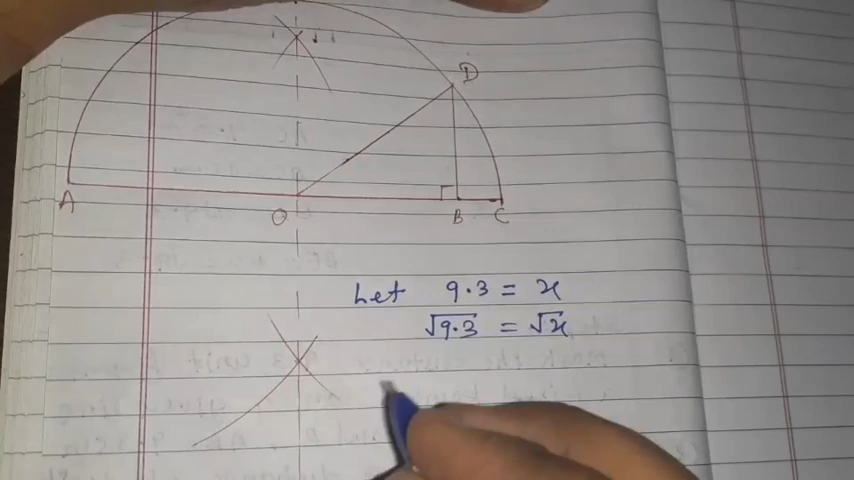 D
A
O
B
C
Let 9.3 = x
√9.3 = √x